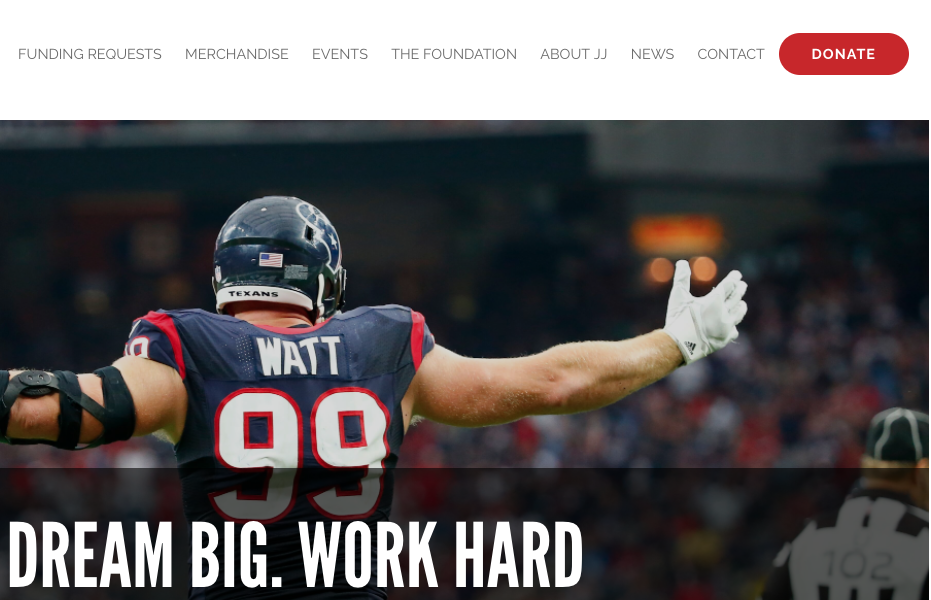 FUNDING REQUESTS MERCHANDISE EVENTS THE FOUNDATION ABOUT JJ NEWS CONTACT DONATE
TEXANS
WATT
99
DREAM BIG. WORK HARD
102